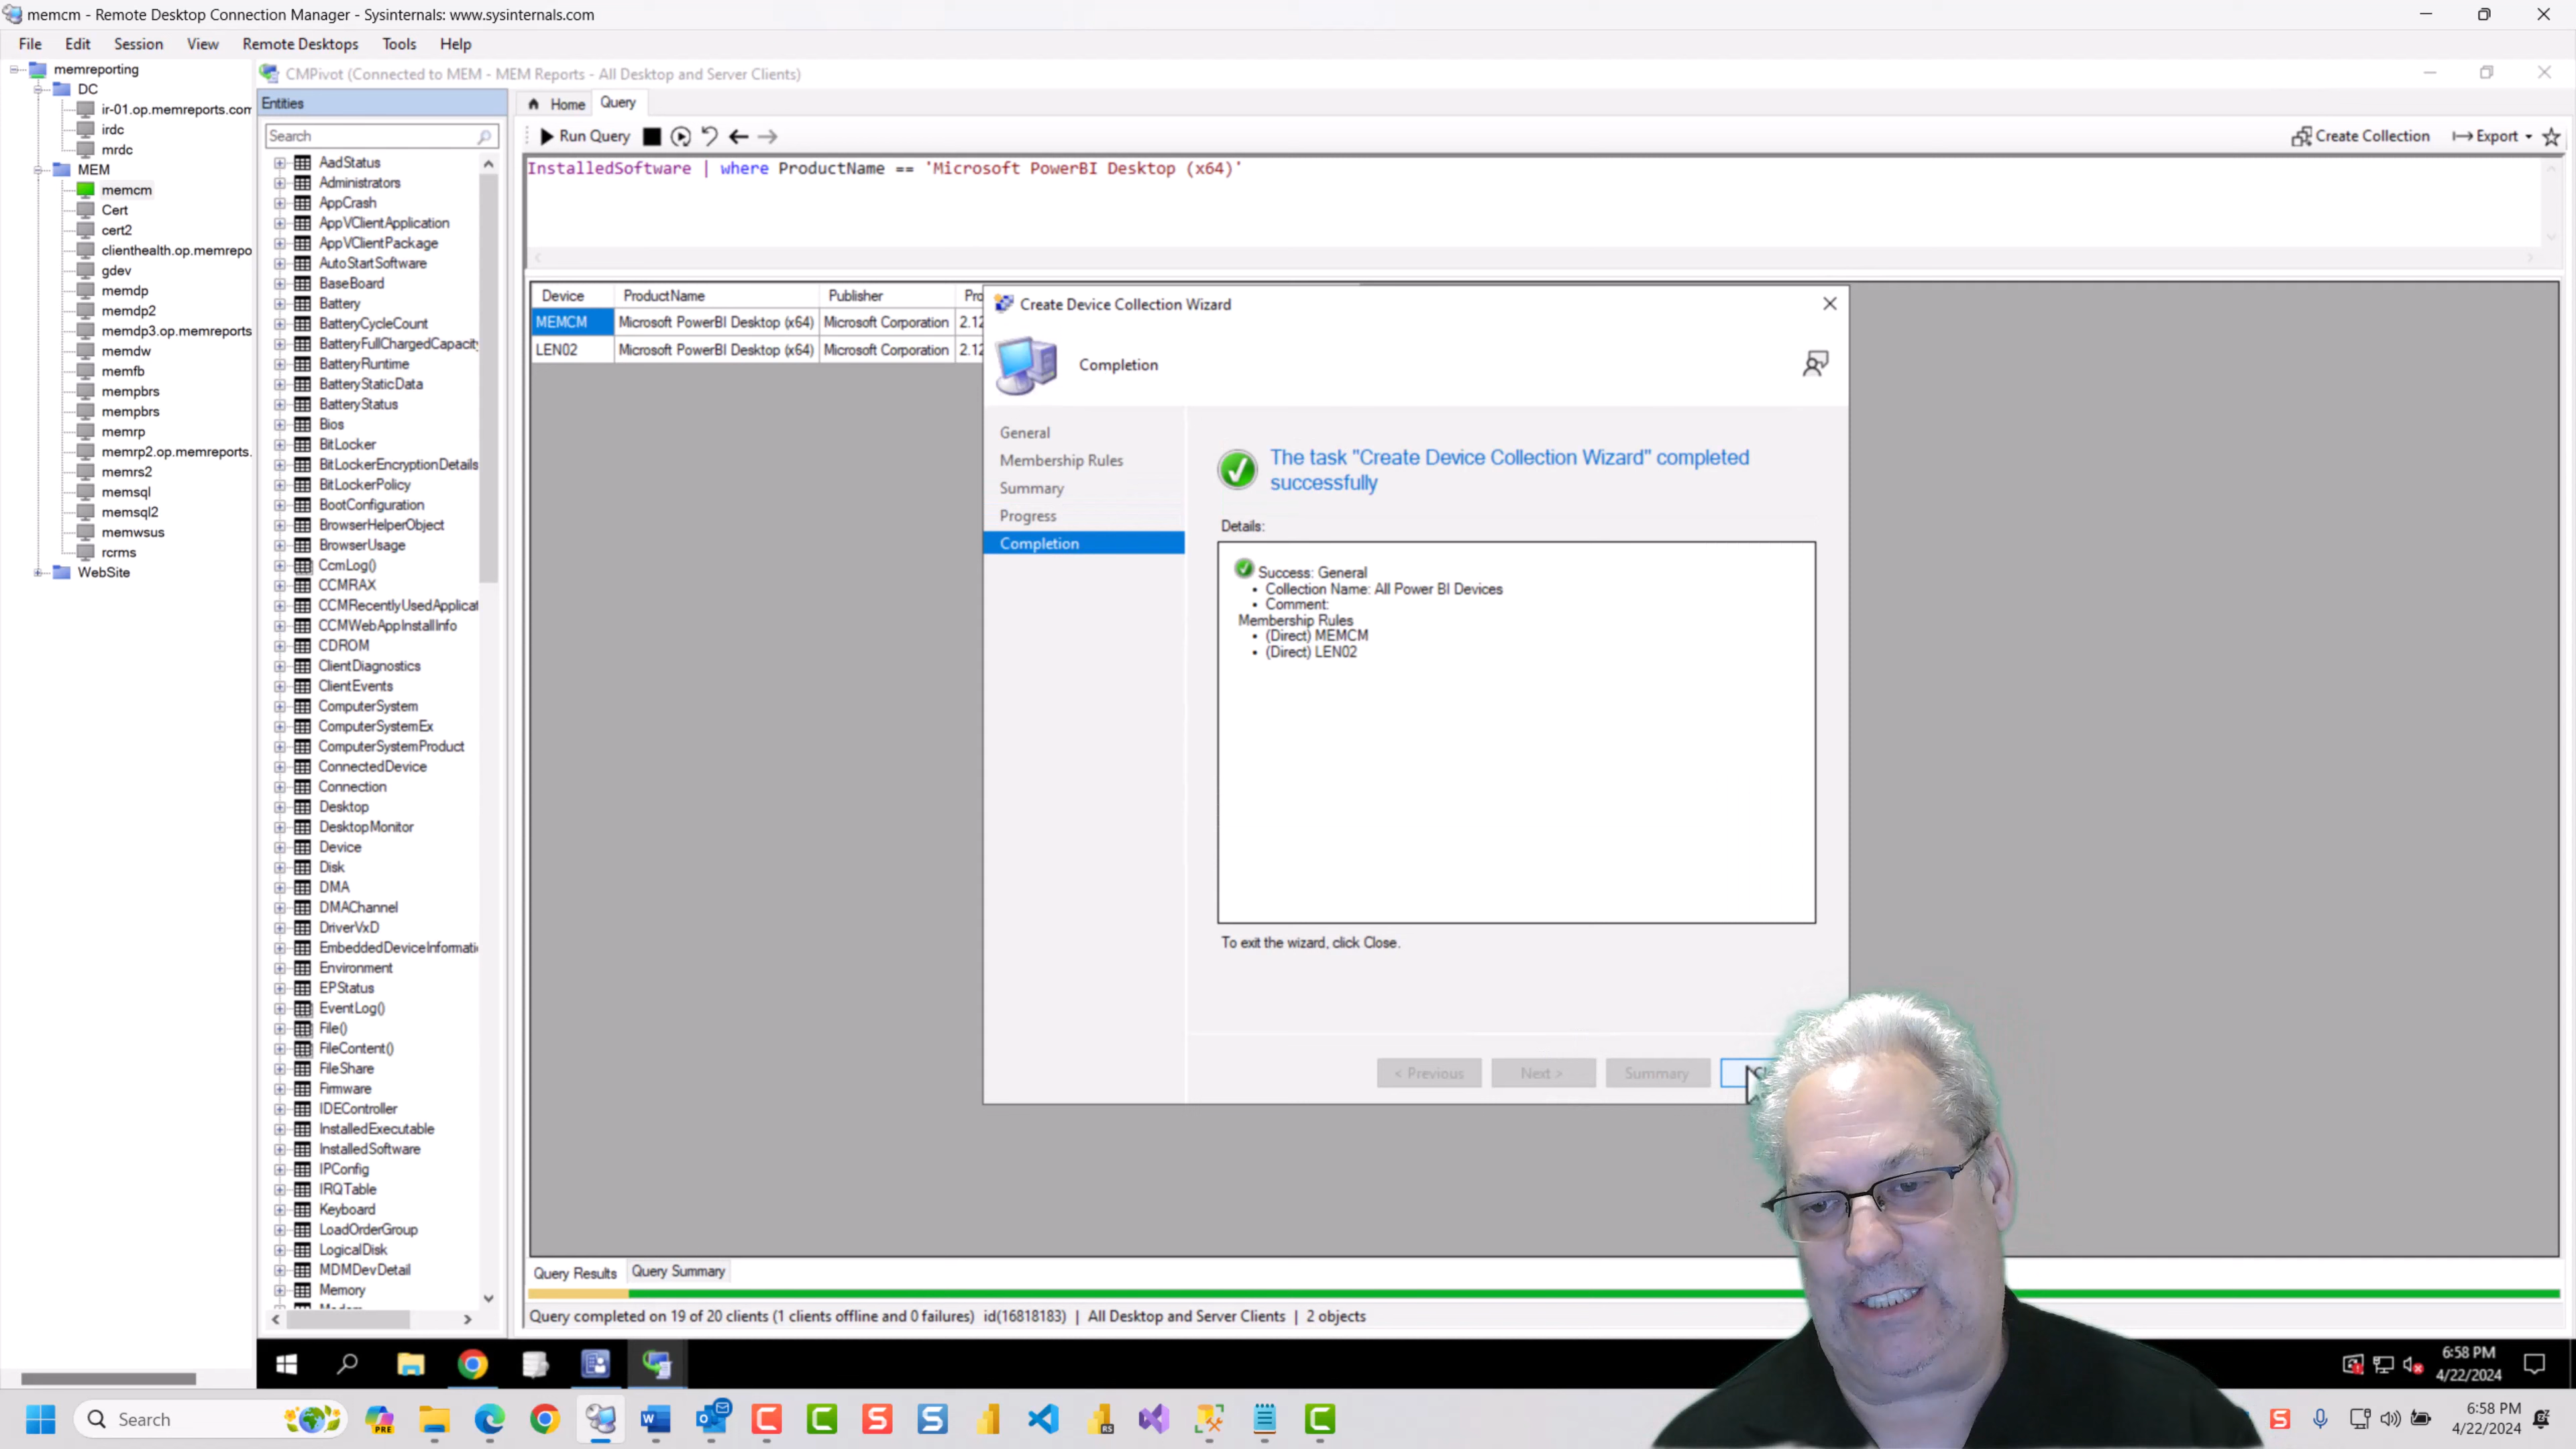 memcm - Remote Desktop Connection Manager - Sysinternals: www.sysinternals.com
File Edit Session View Remote Desktops Tools Help
memreporting
DC
ir-01.op.memreports.com
irdc
mrdc
MEM
memcm
Cert
cert2
clienthealth.op.memrepo
gdev
memdp
memdp2
memdp3.op.memreports
memdw
memfb
mempbrs
mempbrs
memrp
memrp2.op.memreports.
memrs2
memsql
memsql2
memwsus
rcrms
WebSite
CMPivot (Connected to MEM - MEM Reports - All Desktop and Server Clients)
Entities
Search
AadStatus
Administrators
AppCrash
AppVClientApplication
AppVClientPackage
AutoStartSoftware
BaseBoard
Battery
BatteryCycleCount
BatteryFullChargedCapacity
BatteryRuntime
BatteryStaticData
BatteryStatus
Bios
BitLocker
BitLockerEncryptionDetails
BitLockerPolicy
BootConfiguration
BrowserHelperObject
BrowserUsage
CcmLog()
CCMRAX
CCMRecentlyUsedApplicat
CCMWebAppInstallInfo
CDROM
ClientDiagnostics
ClientEvents
ComputerSystem
ComputerSystemEx
ComputerSystemProduct
ConnectedDevice
Connection
Desktop
DesktopMonitor
Device
Disk
DMA
DMAChannel
DriverVxD
EmbeddedDeviceInformati
Environment
EPStatus
EventLog()
File()
FileContent()
FileShare
Firmware
IDEController
InstalledExecutable
InstalledSoftware
IPConfig
IRQTable
Keyboard
LoadOrderGroup
LogicalDisk
MDMDevDetail
Memory
Home Query
Run Query
Create Collection Export
InstalledSoftware | where ProductName == 'Microsoft PowerBI Desktop (x64)'
Device ProductName Publisher Pro
MEMCM Microsoft PowerBI Desktop (x64) Microsoft Corporation 2.12
LEN02 Microsoft PowerBI Desktop (x64) Microsoft Corporation 2.12
Create Device Collection Wizard
Completion
General
Membership Rules
Summary
Progress
Completion
The task "Create Device Collection Wizard" completed
successfully
Details:
Success: General
• Collection Name: All Power BI Devices
• Comment:
Membership Rules
• (Direct) MEMCM
• (Direct) LEN02
To exit the wizard, click Close.
< Previous Next > Summary
Query Results Query Summary
Query completed on 19 of 20 clients (1 clients offline and 0 failures) id(16818183) | All Desktop and Server Clients | 2 objects
6:58 PM
4/22/2024
Search
PRE
RS
6:58 PM
4/22/2024